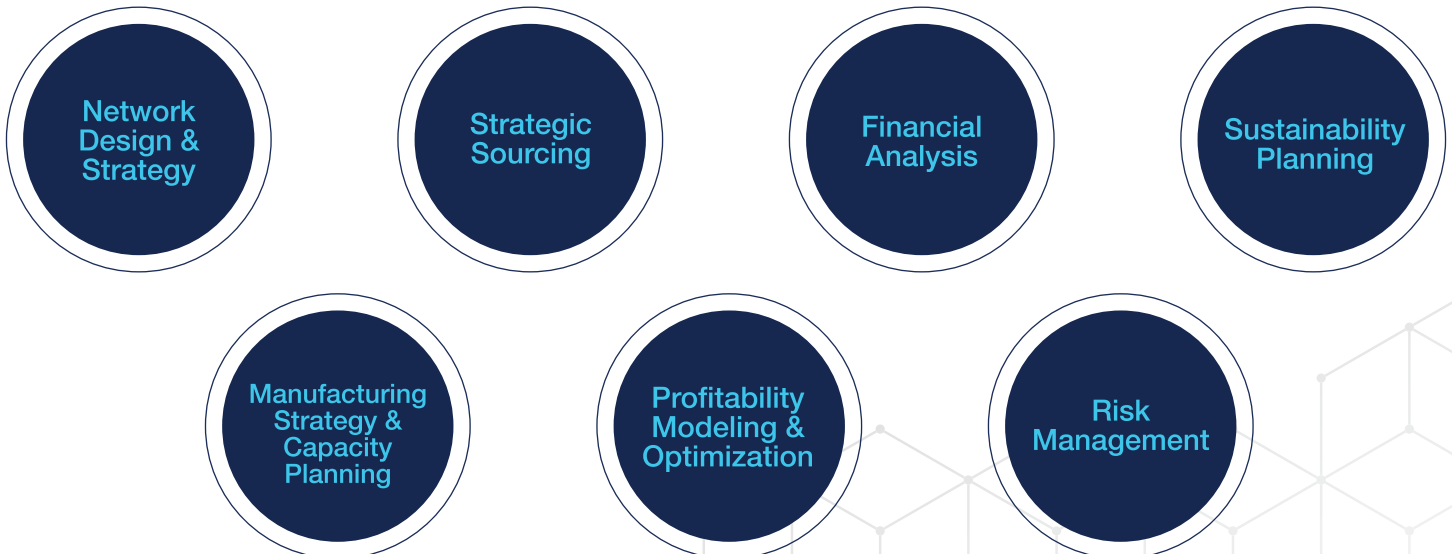 Network
Design &
Strategy
Strategic
Sourcing
Financial
Analysis
Sustainability
Planning
Manufacturing
Strategy &
Capacity
Planning
Profitability
Modeling &
Optimization
Risk
Management